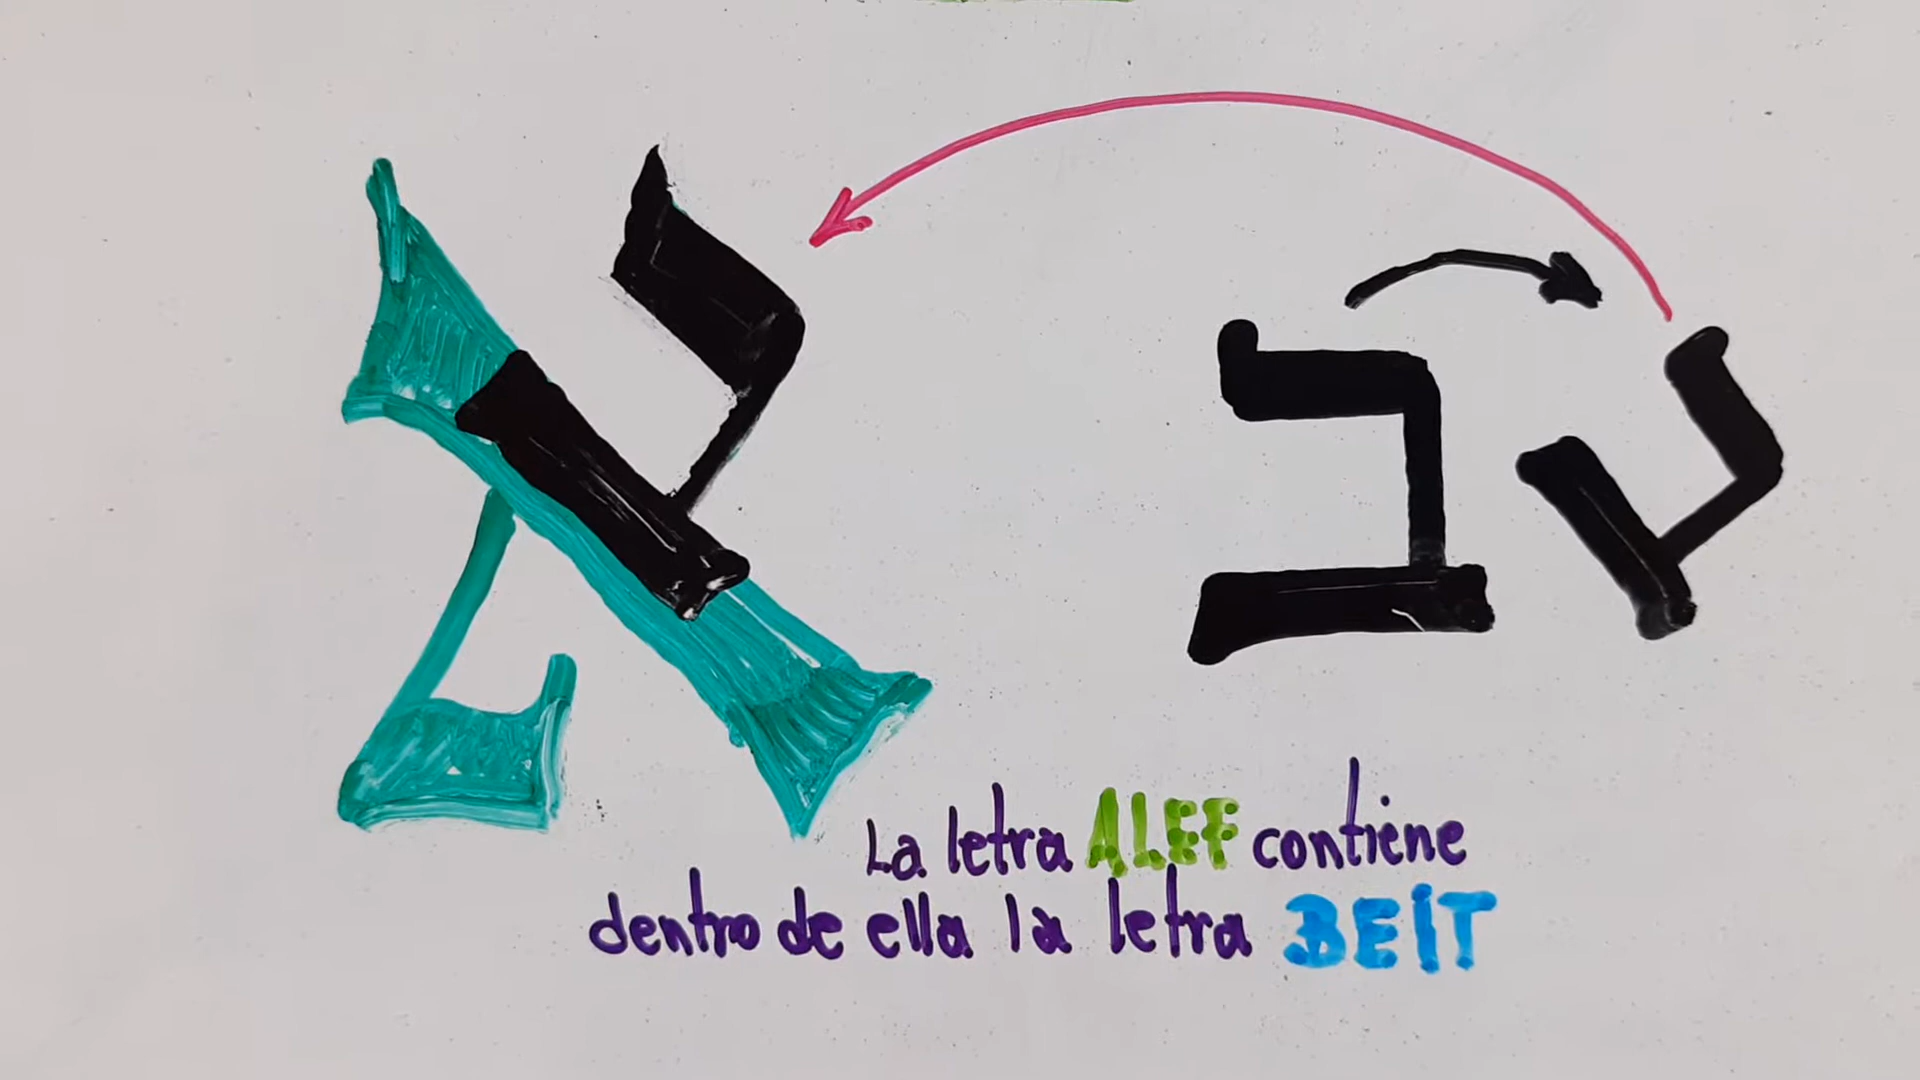 א
ב ב
La letra ALEF contiene
dentro de ella la letra BEIT